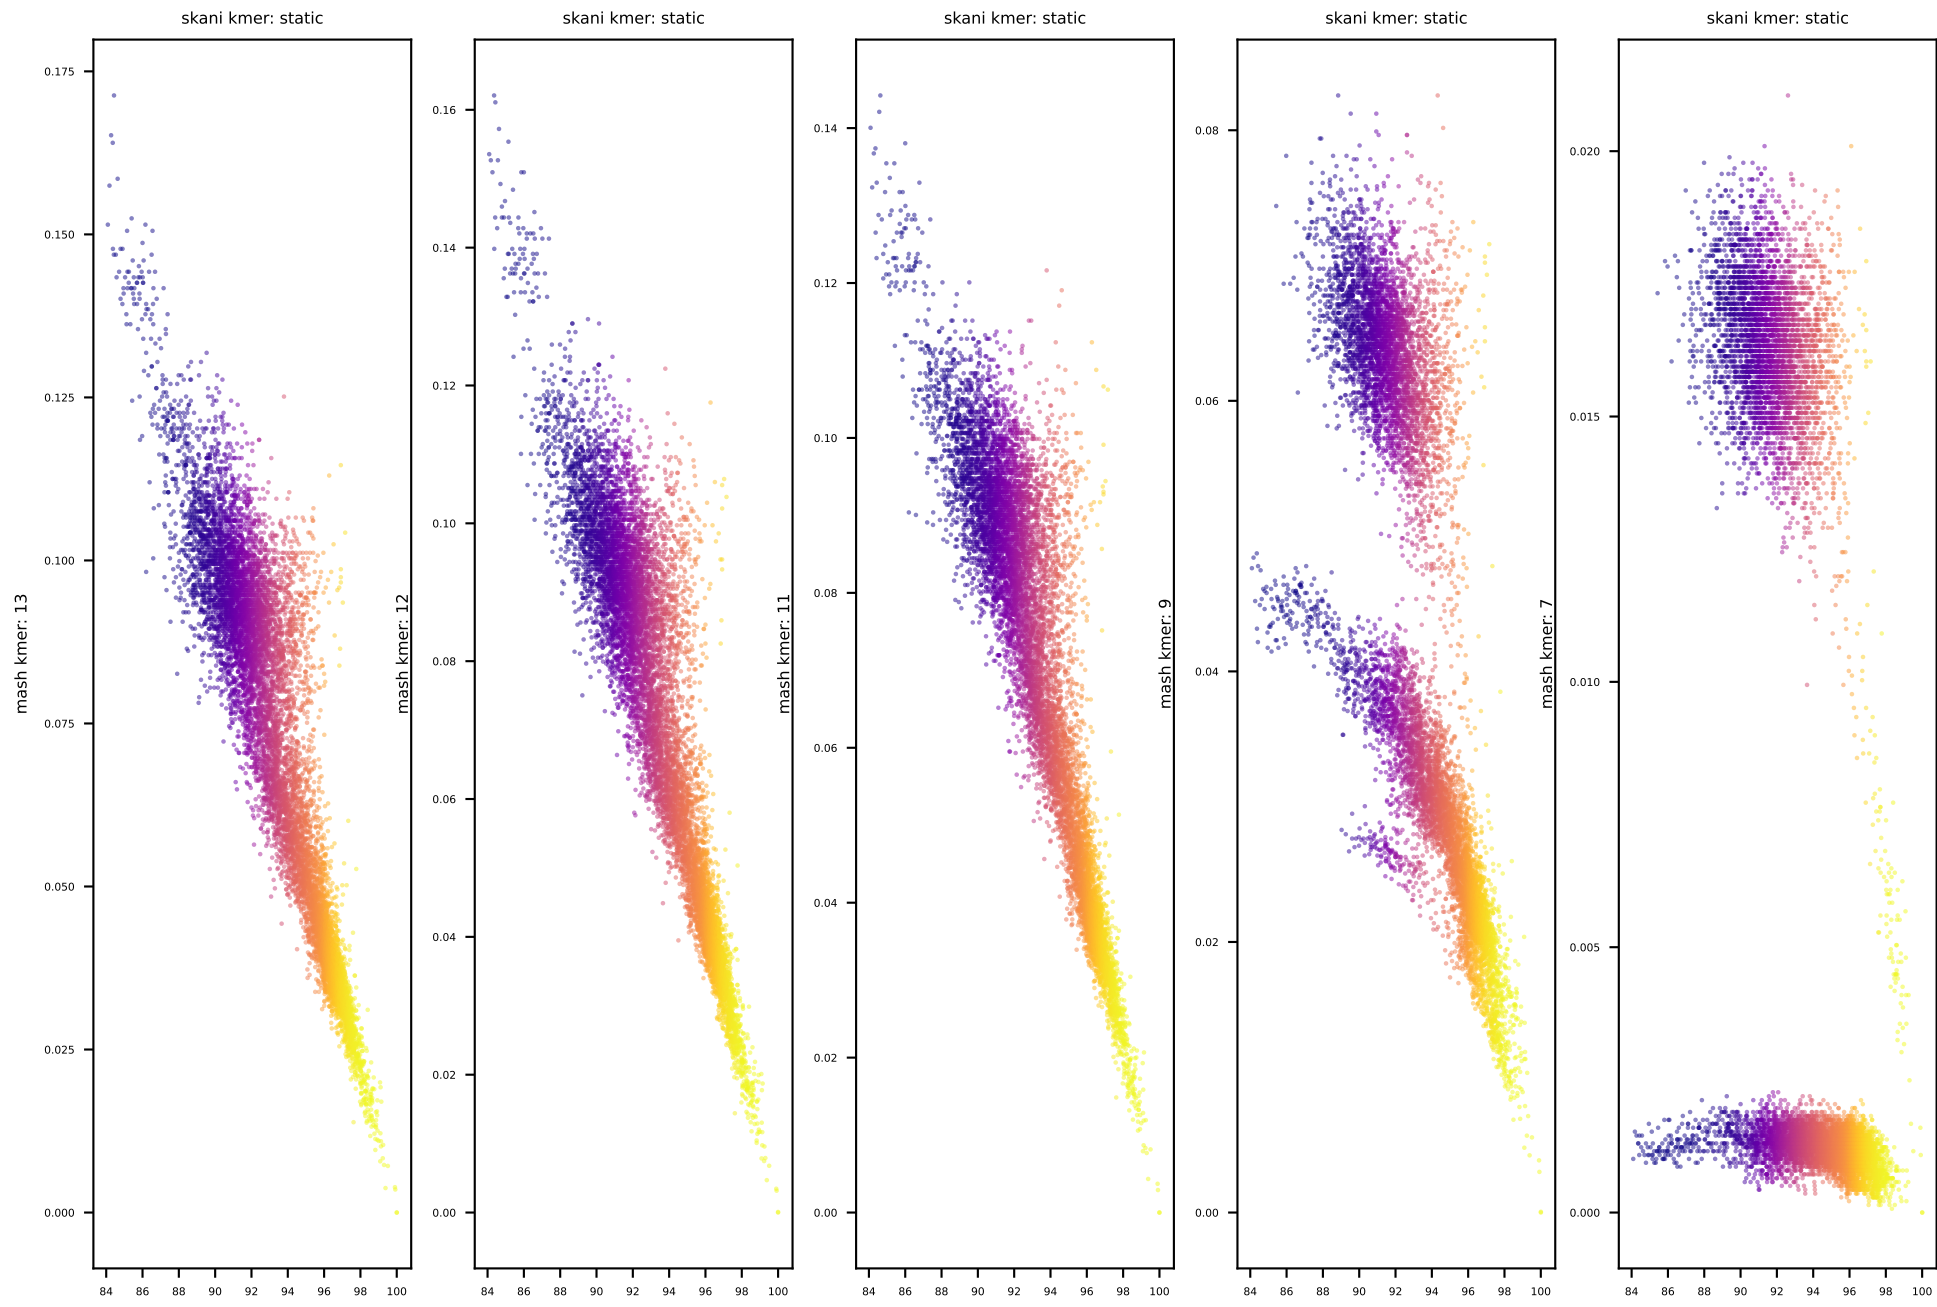 skani kmer: static
skani kmer: static
skani kmer: static
skani kmer: static
skani kmer: static
mash kmer: 13
0.175
0.150
0.125
0.100
0.075
0.050
0.025
0.000
84 86 88 90 92 94 96 98 100
mash kmer: 12
0.16
0.14
0.12
0.10
0.08
0.06
0.04
0.02
0.00
84 86 88 90 92 94 96 98 100
mash kmer: 11
0.14
0.12
0.10
0.08
0.06
0.04
0.02
0.00
84 86 88 90 92 94 96 98 100
mash kmer: 9
0.08
0.06
0.04
0.02
0.00
84 86 88 90 92 94 96 98 100
mash kmer: 7
0.020
0.015
0.010
0.005
0.000
84 86 88 90 92 94 96 98 100